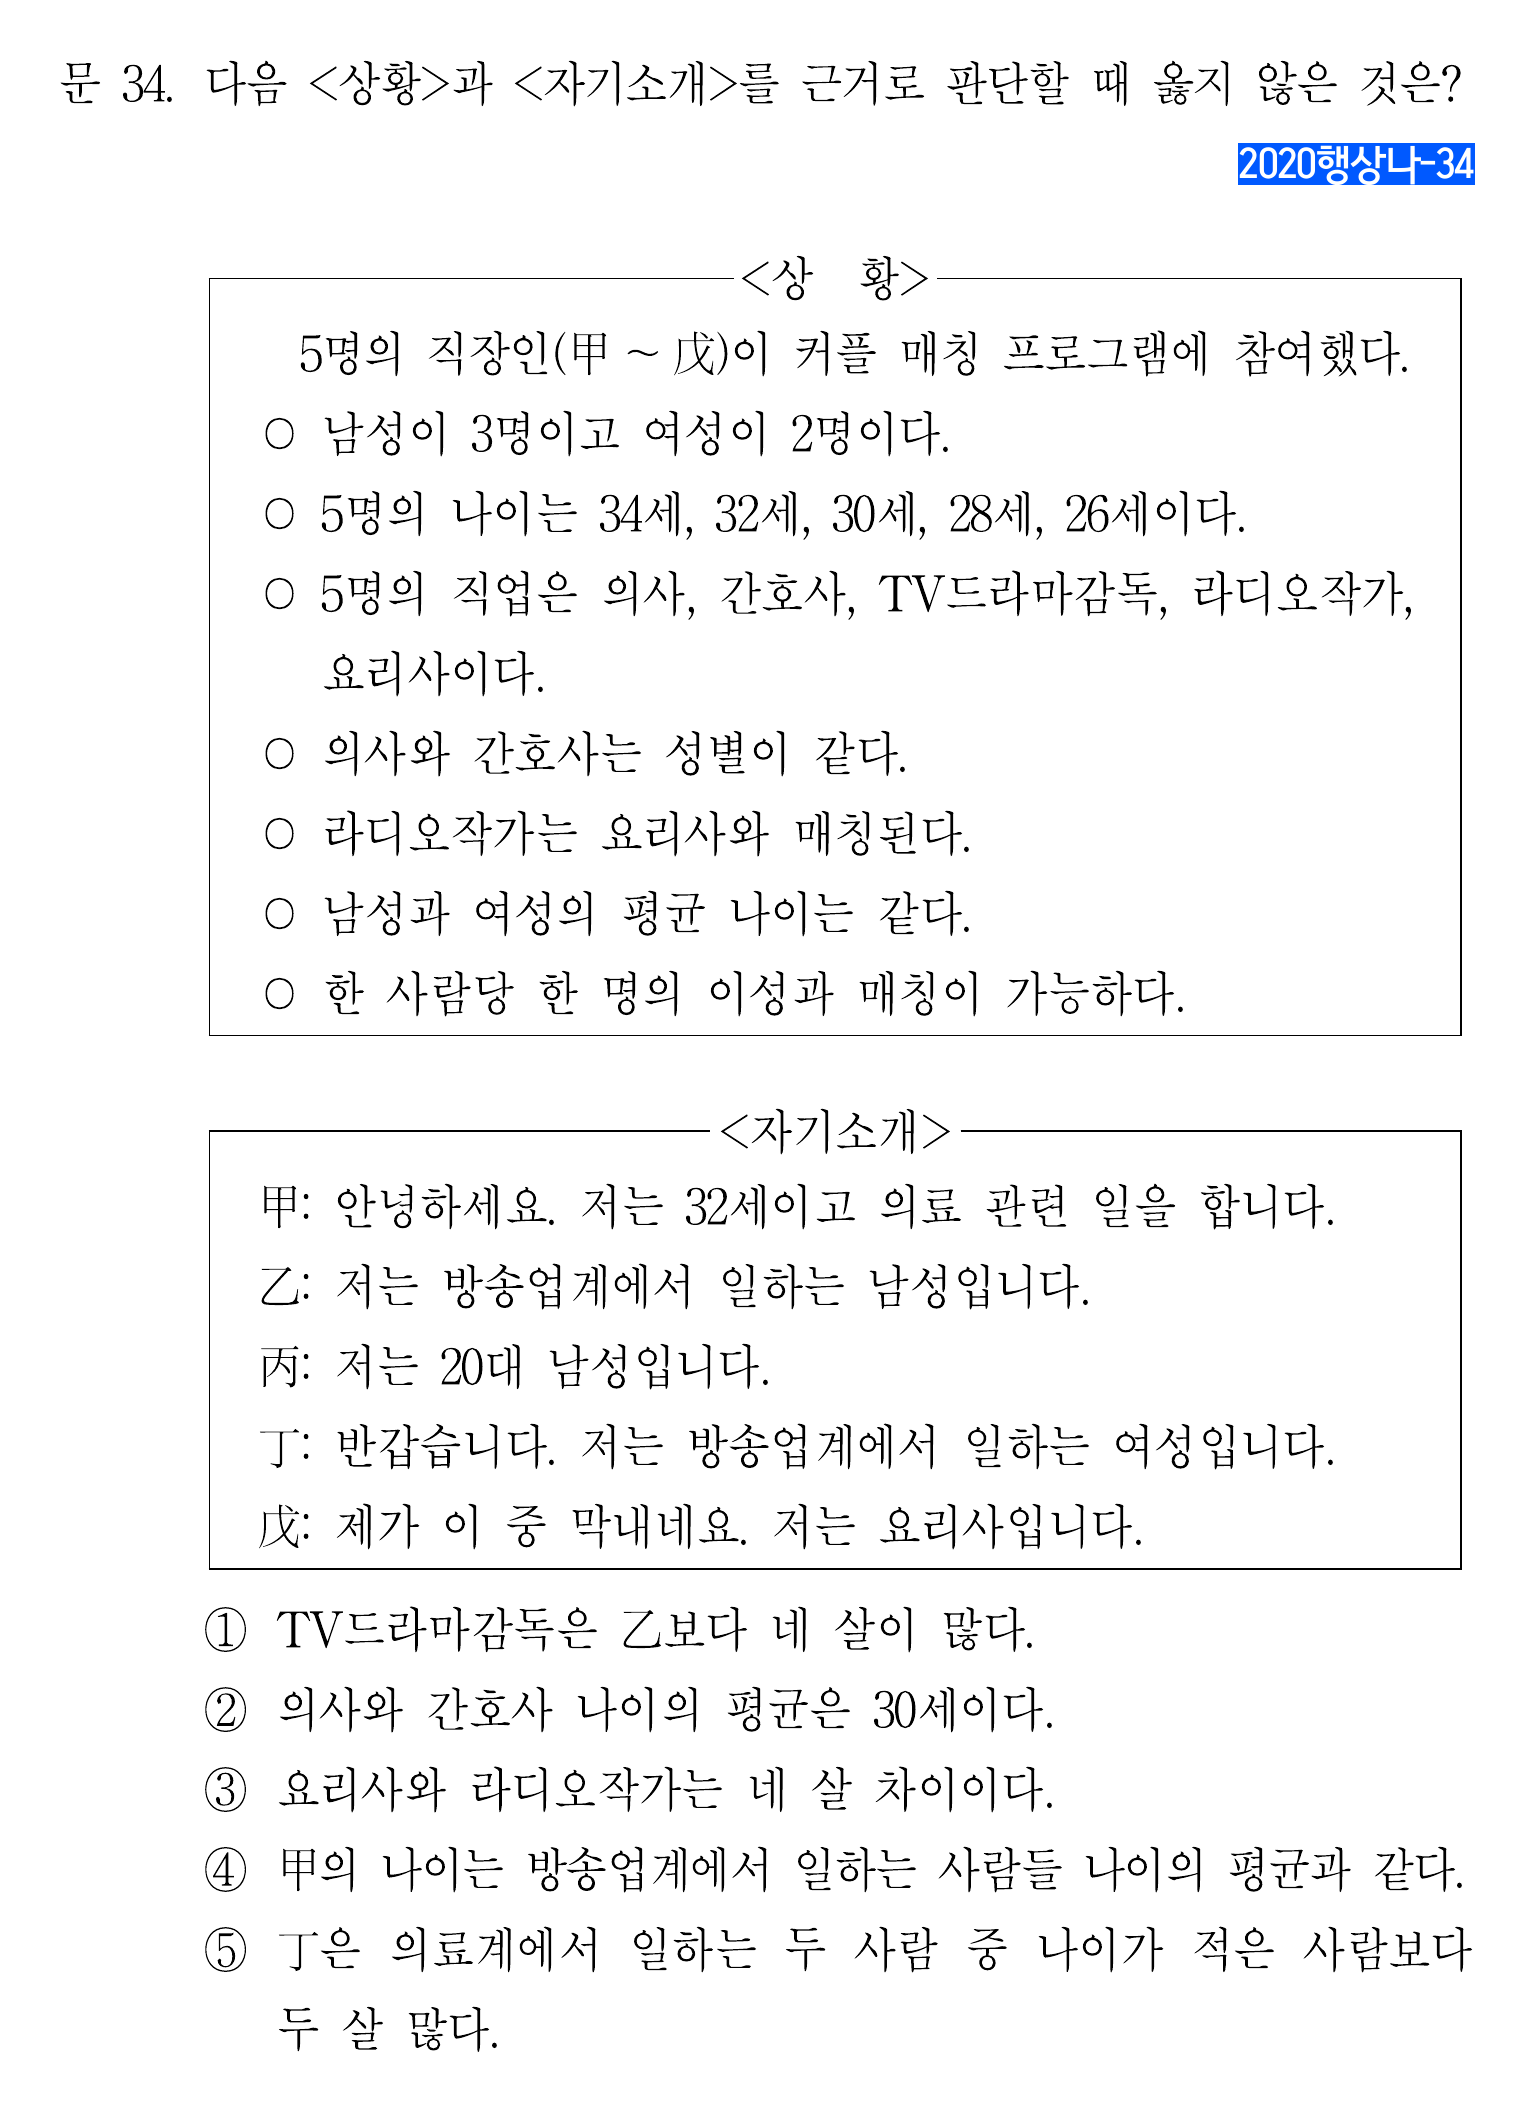 문 34. 다음 <상황>과 <자기소개>를 근거로 판단할 때 옳지 않은 것은?
2020행상나-34
<상 황>
5명의 직장인(甲 ~ 戊)이 커플 매칭 프로그램에 참여했다.
○ 남성이 3명이고 여성이 2명이다.
○ 5명의 나이는 34세, 32세, 30세, 28세, 26세이다.
○ 5명의 직업은 의사, 간호사, TV드라마감독, 라디오작가,
요리사이다.
○ 의사와 간호사는 성별이 같다.
○ 라디오작가는 요리사와 매칭된다.
○ 남성과 여성의 평균 나이는 같다.
○ 한 사람당 한 명의 이성과 매칭이 가능하다.
<자기소개>
甲: 안녕하세요. 저는 32세이고 의료 관련 일을 합니다.
乙: 저는 방송업계에서 일하는 남성입니다.
丙: 저는 20대 남성입니다.
丁: 반갑습니다. 저는 방송업계에서 일하는 여성입니다.
戊: 제가 이 중 막내네요. 저는 요리사입니다.
① TV드라마감독은 乙보다 네 살이 많다.
② 의사와 간호사 나이의 평균은 30세이다.
③ 요리사와 라디오작가는 네 살 차이이다.
④ 甲의 나이는 방송업계에서 일하는 사람들 나이의 평균과 같다.
⑤ 丁은 의료계에서 일하는 두 사람 중 나이가 적은 사람보다
두 살 많다.